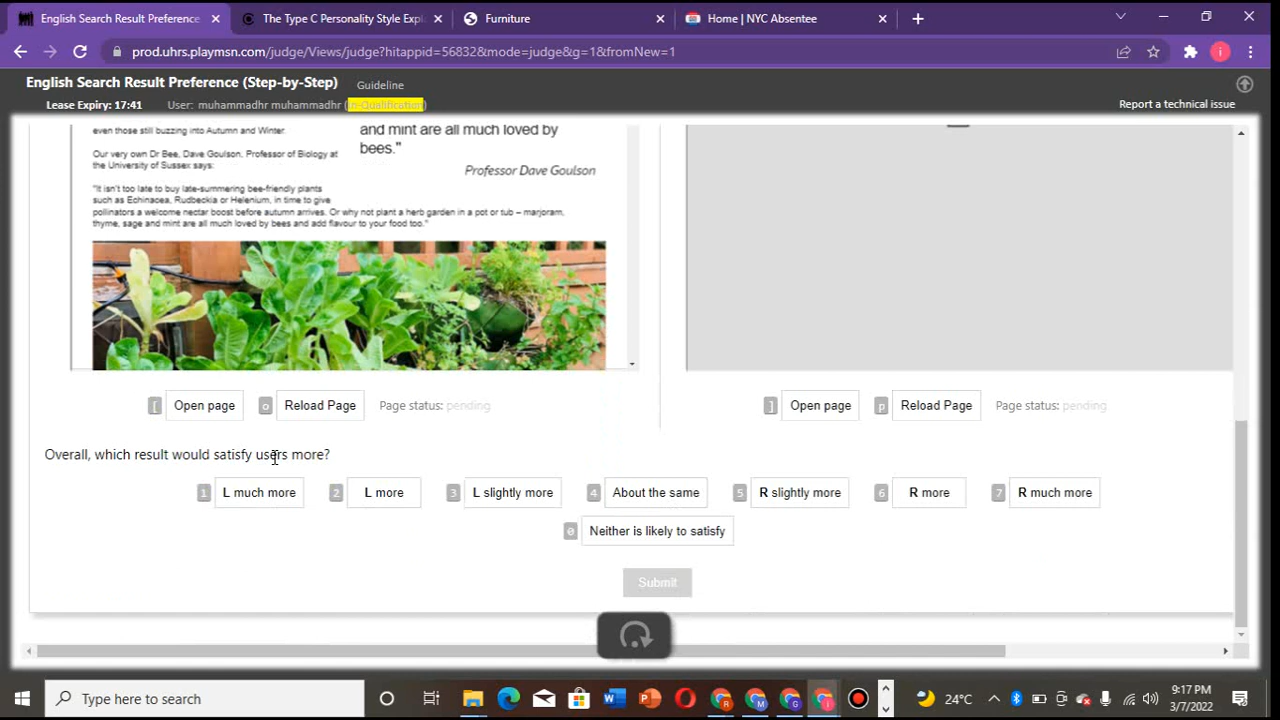 English Search Result Preference
The Type C Personality Style Expl
Furniture
Home | NYC Absentee
prod.uhrs.playmsn.com/judge/Views/judge?hitappid=56832&mode=judge&g=1&fromNew=1
i
English Search Result Preference (Step-by-Step)
Guideline
Lease Expiry: 17:41
User: muhammadhr muhammadhr (In-Qualification)
Report a technical issue
even those still buzzing into Autumn and Winter.
Our very own Dr Bee, Dave Goulson, Professor of Biology at
the University of Sussex says:
"It isn't too late to buy late-summering bee-friendly plants
such as Echinacea, Rudbeckia or Helenium, in time to give
pollinators a welcome nectar boost before autumn arrives. Or why not plant a herb garden in a pot or tub – marjoram,
thyme, sage and mint are all much loved by bees and add flavour to your food too."
and mint are all much loved by
bees."
Professor Dave Goulson
[ Open page o Reload Page Page status: pending
] Open page p Reload Page Page status: pending
Overall, which result would satisfy users more?
1 L much more 2 L more 3 L slightly more 4 About the same 5 R slightly more 6 R more 7 R much more
e Neither is likely to satisfy
Submit
Type here to search
24°C
9:17 PM
3/7/2022